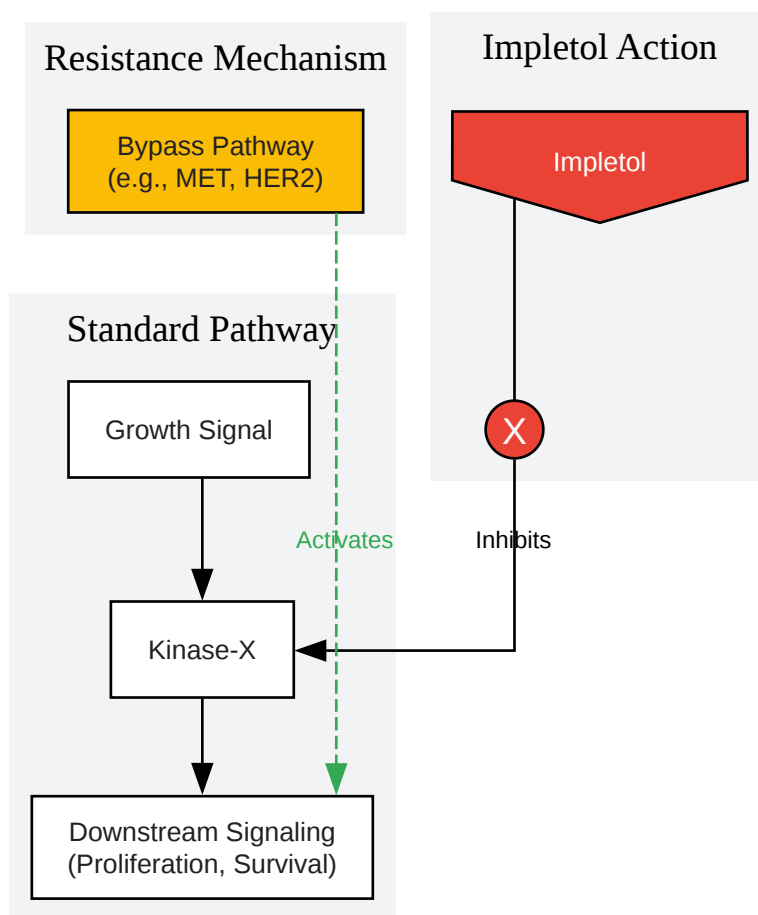 Resistance Mechanism
Bypass Pathway
(e.g., MET, HER2)
Impletol Action
Impletol
X
Standard Pathway
Growth Signal
Activates
Inhibits
Kinase-X
Downstream Signaling
(Proliferation, Survival)